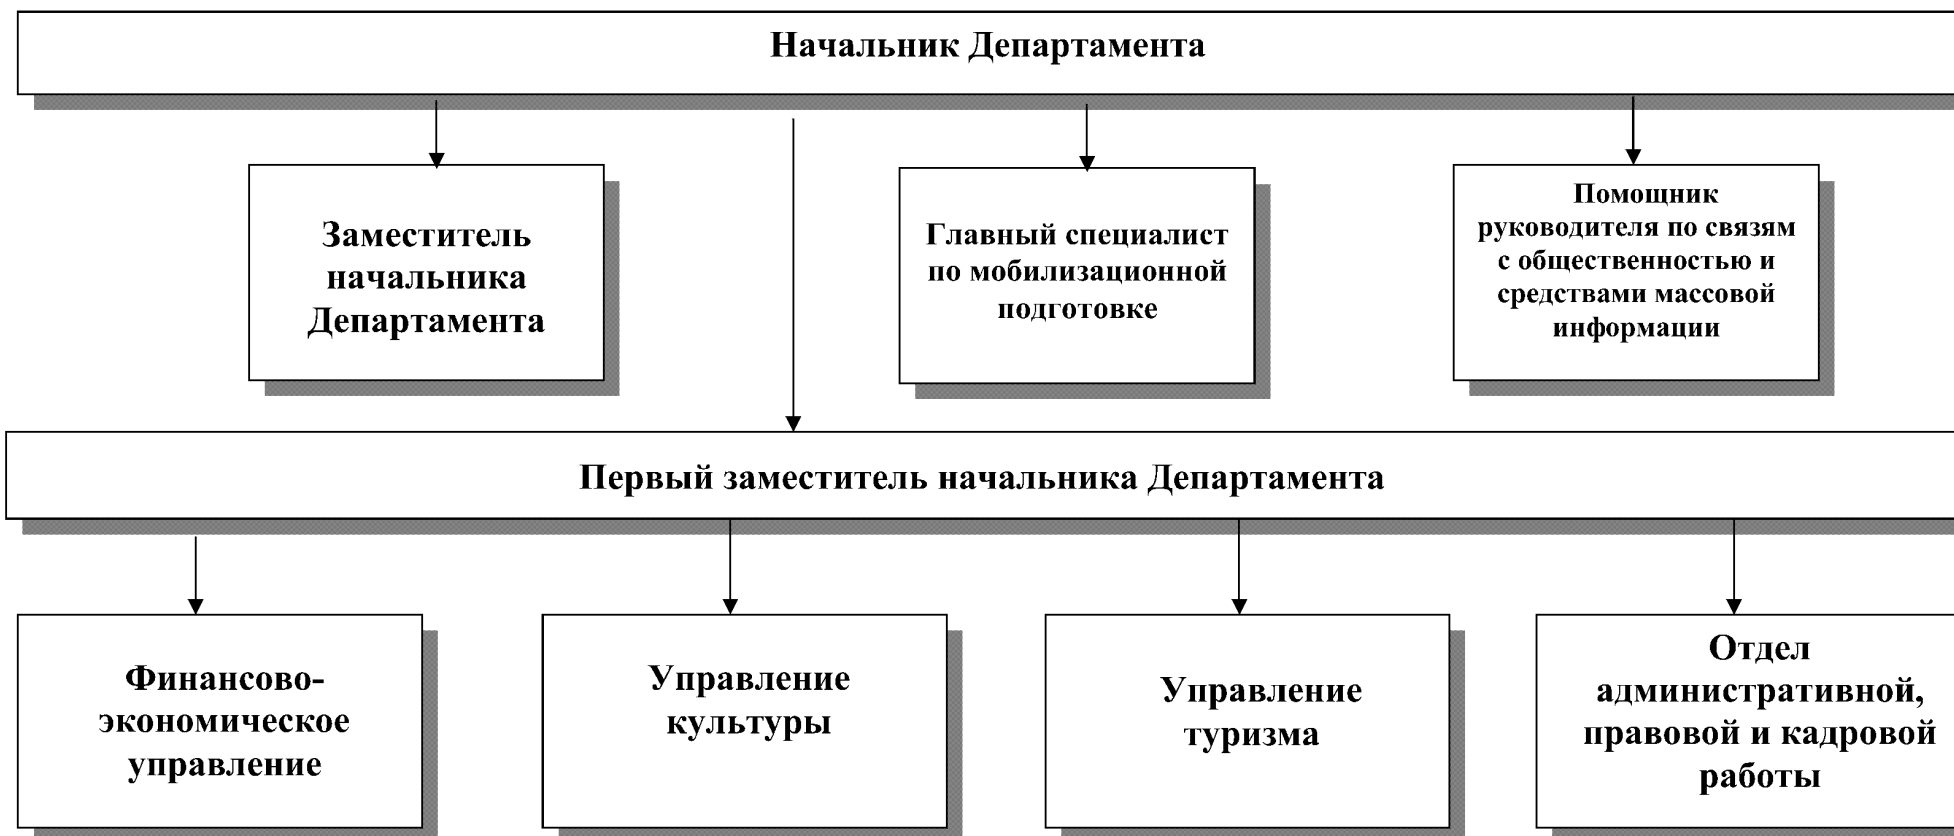 Начальник Департамента
Заместитель
начальника
Департамента
Главный специалист
по мобилизационной
подготовке
Помощник
руководителя по связям
с общественностью и
средствами массовой
информации
Первый заместитель начальника Департамента
Финансово-
экономическое
управление
Управление
культуры
Управление
туризма
Отдел
административной,
правовой и кадровой
работы